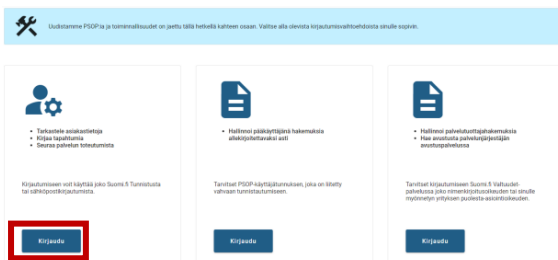 Uudistamme PSOP:ia ja toiminnallisuudet on jaettu tällä hetkellä kahteen osaan. Valitse alla olevista kirjautumisvaihtoehdoista sinulle sopivin.
Tarkastele asiakastietoja
Kirjaa tapahtumia
Seuraa palvelun toteutumista
Kirjautumiseen voit käyttää joko Suomi.fi Tunnistusta
tai sähköpostikirjautumista.
Kirjaudu
Hallinnoi pääkäyttäjänä hakemuksia
allekirjoitettavaksi asti
Tarvitset PSOP-käyttäjätunnuksen, joka on liitetty
vahvaan tunnistautumiseen.
Kirjaudu
Hallinnoi palveluntuottajahakemuksia
Hae avustusta palvelunjärjestäjän
avustuspalvelussa
Tarvitset kirjautumiseen Suomi.fi Valtuudet-
palvelussa joko nimenkirjoitusoikeuden tai sinulle
myönnetyn yrityksen puolesta-asiointioikeuden.
Kirjaudu